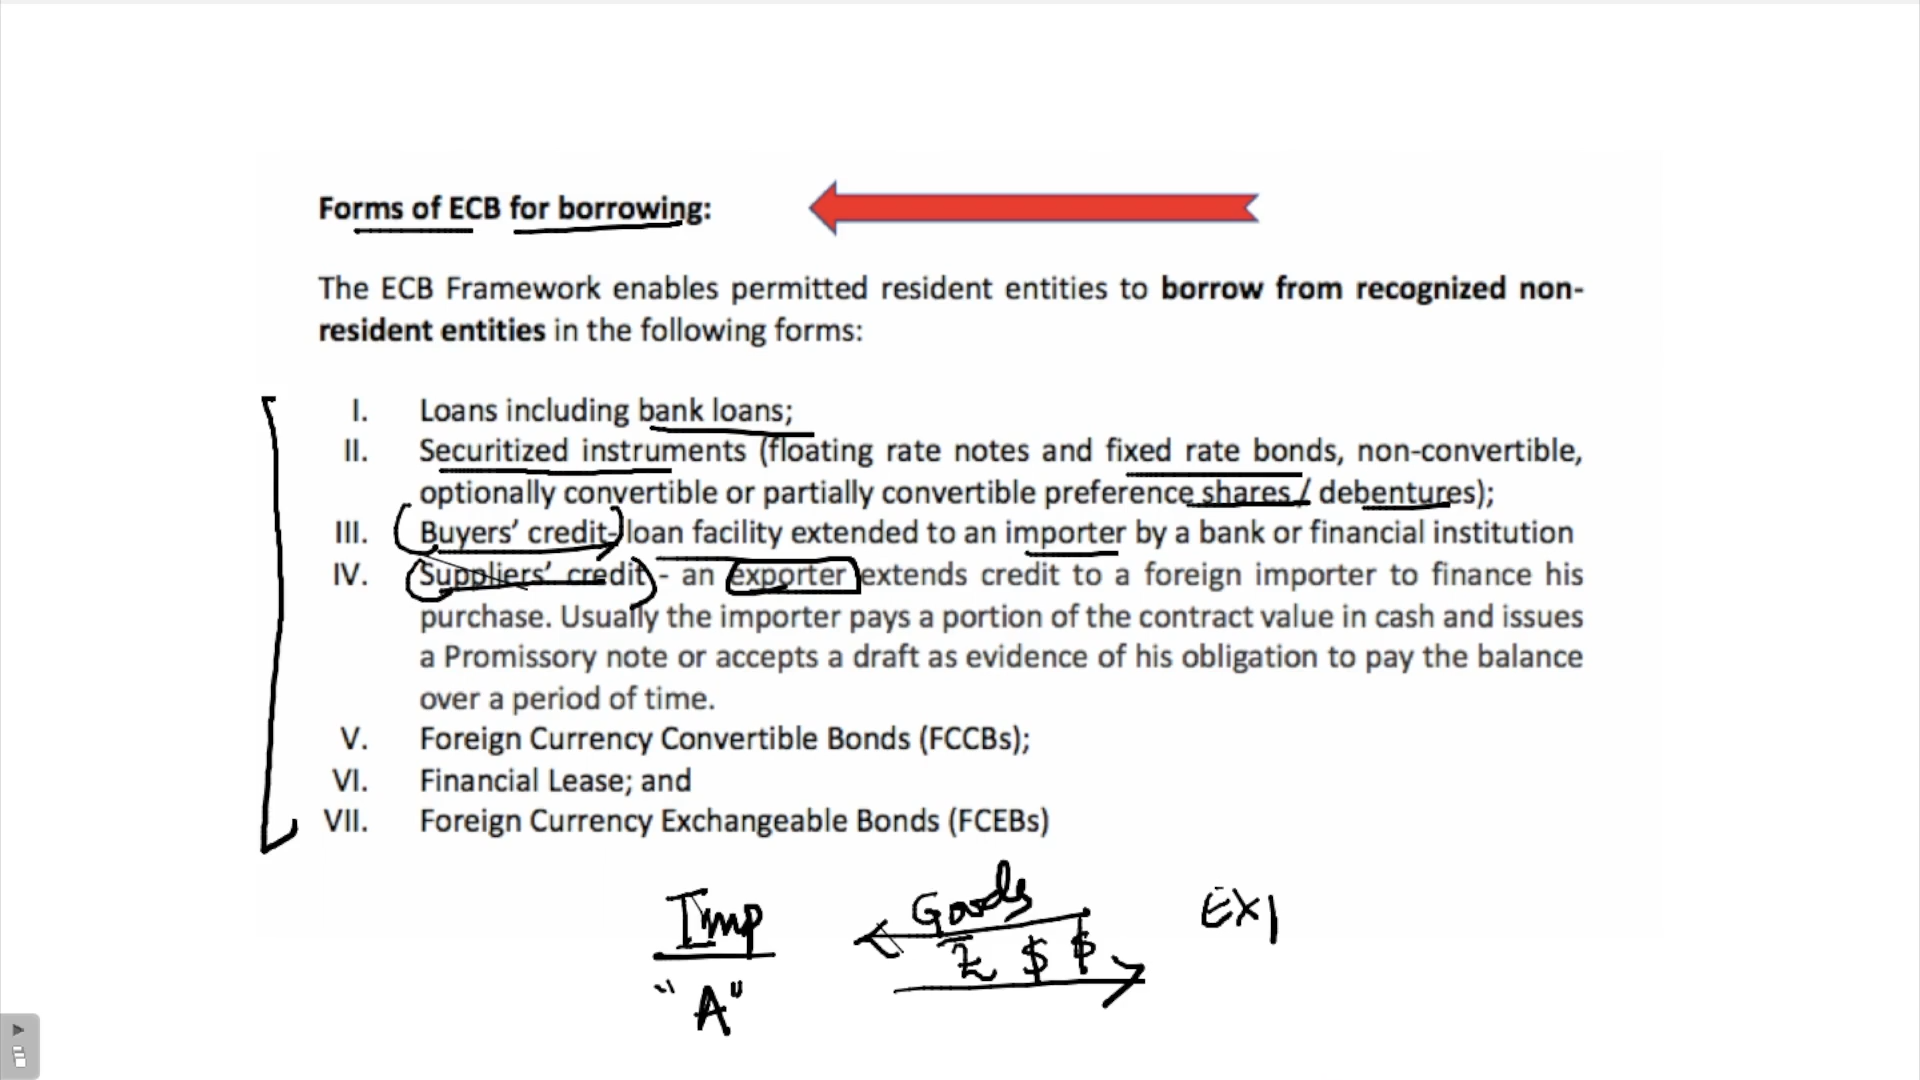 Forms of ECB for borrowing:
The ECB Framework enables permitted resident entities to borrow from recognized non-
resident entities in the following forms:
I. Loans including bank loans;
II. Securitized instruments (floating rate notes and fixed rate bonds, non-convertible,
optionally convertible or partially convertible preference shares / debentures);
III. Buyers’ credit- loan facility extended to an importer by a bank or financial institution
IV. Suppliers’ credit - an exporter extends credit to a foreign importer to finance his
purchase. Usually the importer pays a portion of the contract value in cash and issues
a Promissory note or accepts a draft as evidence of his obligation to pay the balance
over a period of time.
V. Foreign Currency Convertible Bonds (FCCBs);
VI. Financial Lease; and
VII. Foreign Currency Exchangeable Bonds (FCEBs)
Imp Goods
$ $
"A"